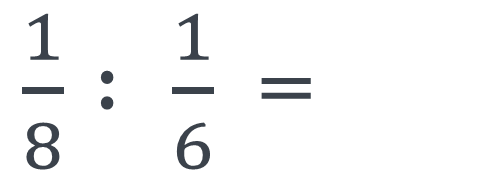 1/8 : 1/6 =